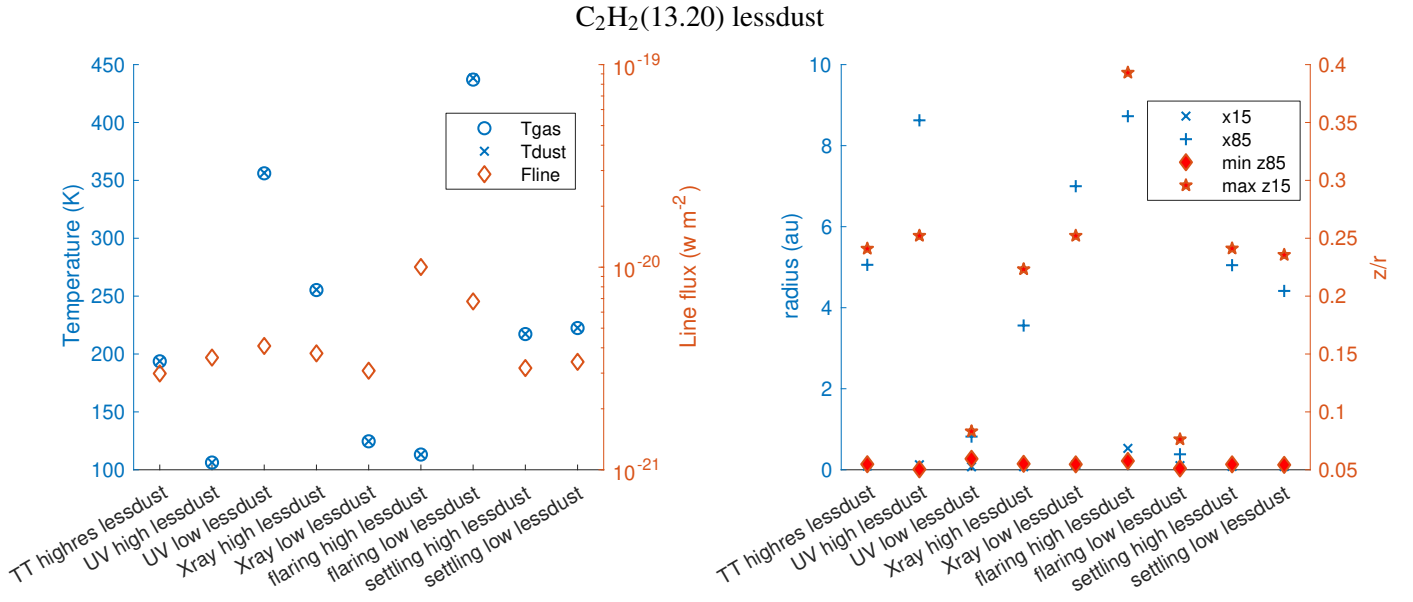 C₂H₂(13.20) lessdust
450
400
350
300
250
200
150
100
Temperature (K)
10⁻¹⁹
10⁻²⁰
10⁻²¹
Line flux (w m⁻²)
Tgas
Tdust
Fline
TT highres lessdust
UV high lessdust
UV low lessdust
Xray high lessdust
Xray low lessdust
flaring high lessdust
flaring low lessdust
settling high lessdust
settling low lessdust
10
8
6
4
2
0
radius (au)
0.4
0.35
0.3
0.25
0.2
0.15
0.1
0.05
z/r
x15
x85
min z85
max z15
TT highres lessdust
UV high lessdust
UV low lessdust
Xray high lessdust
Xray low lessdust
flaring high lessdust
flaring low lessdust
settling high lessdust
settling low lessdust